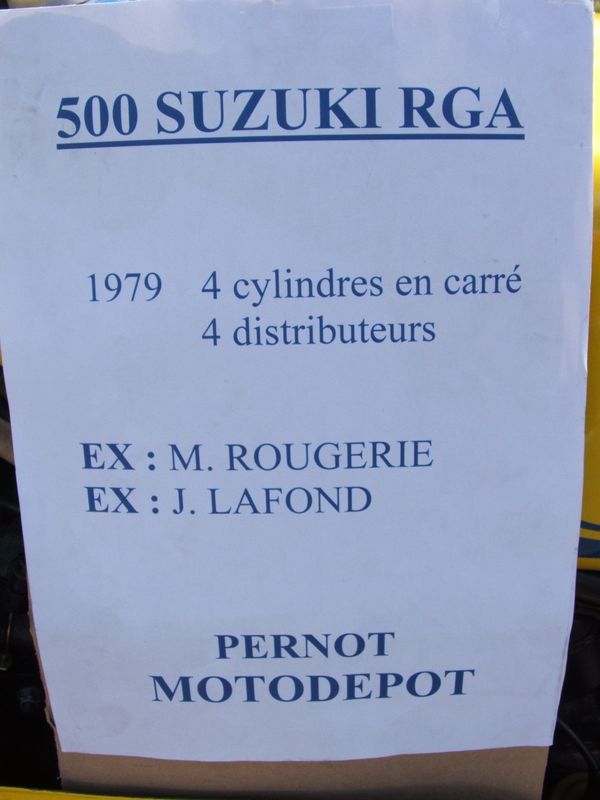 500 SUZUKI RGA
1979 4 cylindres en carré
4 distributeurs
EX : M. ROUGERIE
EX : J. LAFOND
PERNOT
MOTODEPOT